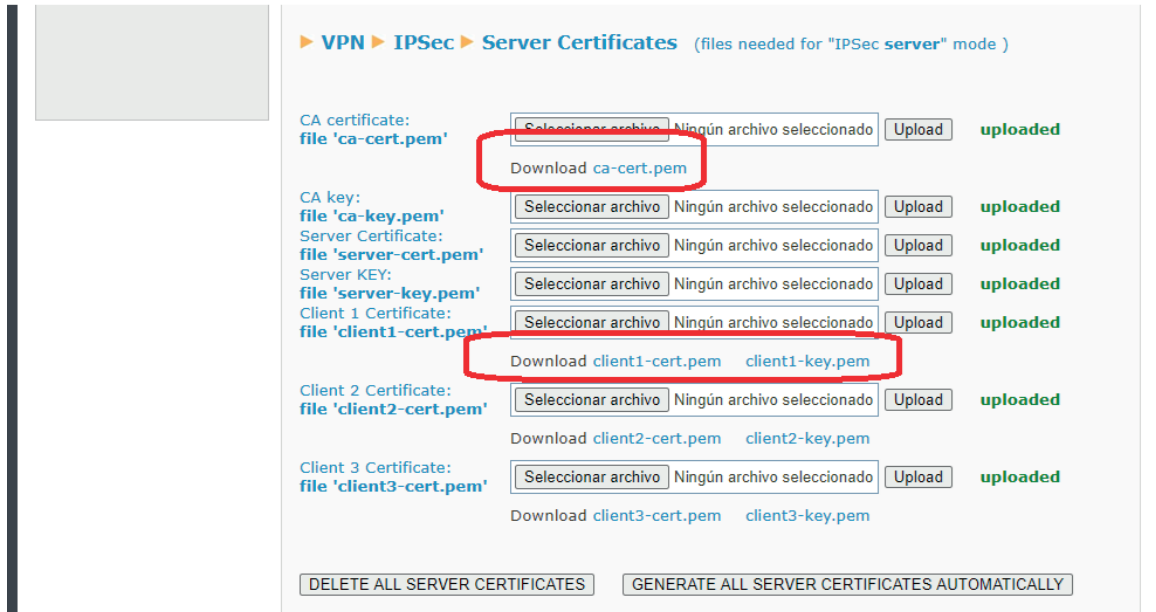 ► VPN ► IPSec ► Server Certificates (files needed for "IPSec server" mode )
CA certificate:
file 'ca-cert.pem'
Seleccionar archivo Ningún archivo seleccionado Upload uploaded
Download ca-cert.pem
CA key:
file 'ca-key.pem'
Seleccionar archivo Ningún archivo seleccionado Upload uploaded
Server Certificate:
file 'server-cert.pem'
Seleccionar archivo Ningún archivo seleccionado Upload uploaded
Server KEY:
file 'server-key.pem'
Seleccionar archivo Ningún archivo seleccionado Upload uploaded
Client 1 Certificate:
file 'client1-cert.pem'
Seleccionar archivo Ningún archivo seleccionado Upload uploaded
Download client1-cert.pem client1-key.pem
Client 2 Certificate:
file 'client2-cert.pem'
Seleccionar archivo Ningún archivo seleccionado Upload uploaded
Download client2-cert.pem client2-key.pem
Client 3 Certificate:
file 'client3-cert.pem'
Seleccionar archivo Ningún archivo seleccionado Upload uploaded
Download client3-cert.pem client3-key.pem
DELETE ALL SERVER CERTIFICATES GENERATE ALL SERVER CERTIFICATES AUTOMATICALLY